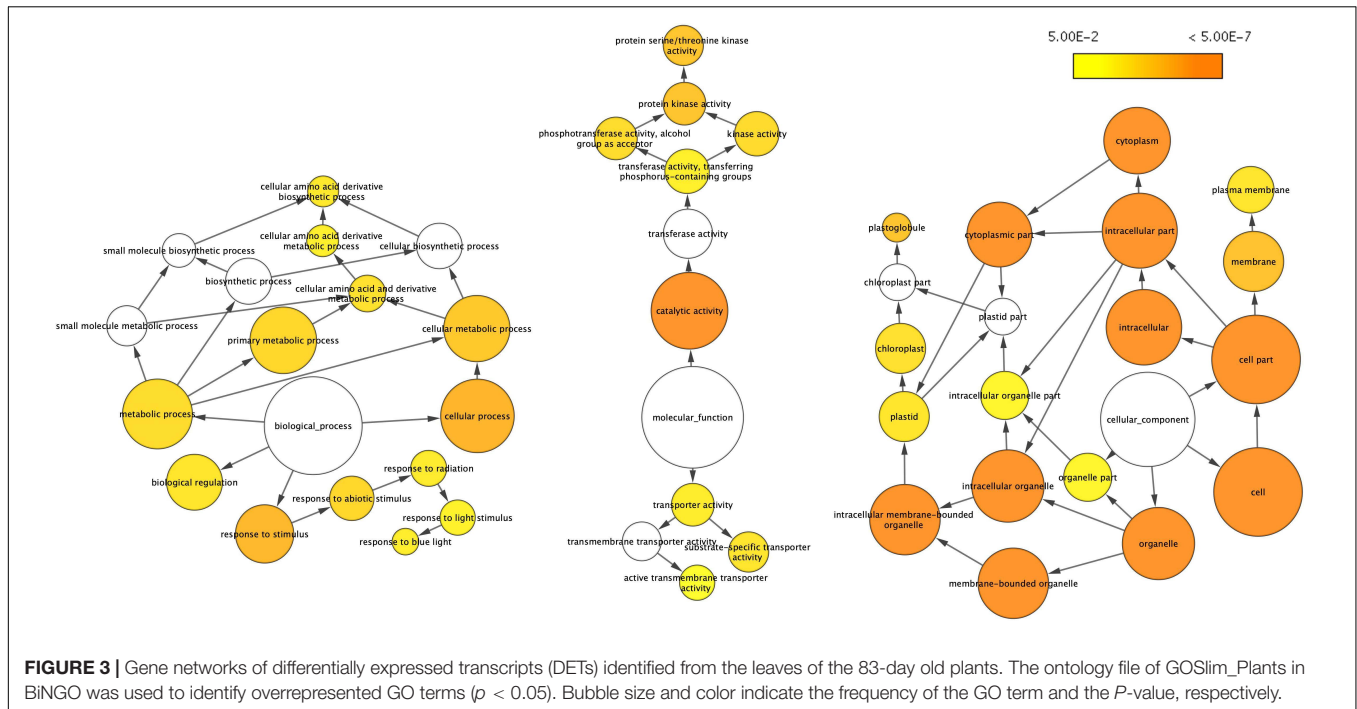 5.00E-2 < 5.00E-7
protein serine/threonine kinase
activity
protein kinase activity
phosphotransferase activity, alcohol
group as acceptor
kinase activity
transferase activity, transferring
phosphorus-containing groups
transferase activity
catalytic activity
molecular_function
transporter activity
transmembrane transporter activity
substrate-specific transporter
activity
active transmembrane transporter
activity
cellular amino acid derivative
biosynthetic process
cellular amino acid derivative
metabolic process
small molecule biosynthetic process
cellular biosynthetic process
biosynthetic process
cellular amino acid and derivative
metabolic process
small molecule metabolic process
primary metabolic process
cellular metabolic process
metabolic process
biological_process
cellular process
biological regulation
response to radiation
response to abiotic stimulus
response to light stimulus
response to stimulus
response to blue light
cytoplasm
plasma membrane
plastoglobule
cytoplasmic part
intracellular part
membrane
chloroplast part
plastid part
intracellular
chloroplast
cell part
intracellular organelle part
plastid
cellular_component
organelle part
intracellular organelle
cell
intracellular membrane-bounded
organelle
organelle
membrane-bounded organelle
FIGURE 3 | Gene networks of differentially expressed transcripts (DETs) identified from the leaves of the 83-day old plants. The ontology file of GOSlim_Plants in
BiNGO was used to identify overrepresented GO terms (p < 0.05). Bubble size and color indicate the frequency of the GO term and the P-value, respectively.